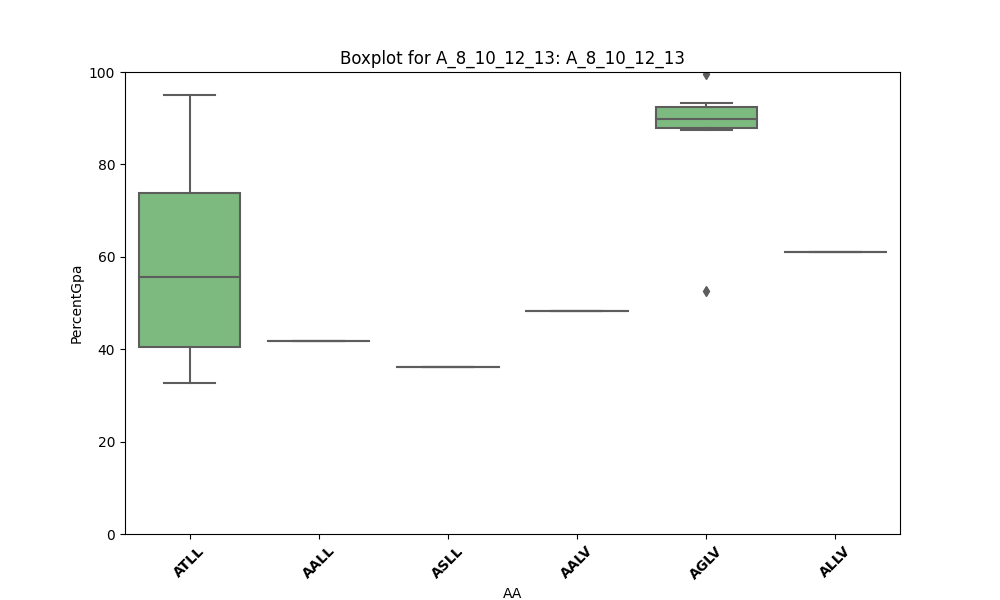 Boxplot for A_8_10_12_13: A_8_10_12_13
100
80
60
40
20
0
PercentGpa
ATLL
AALL
ASLL
AALV
AGLV
ALLV
AA